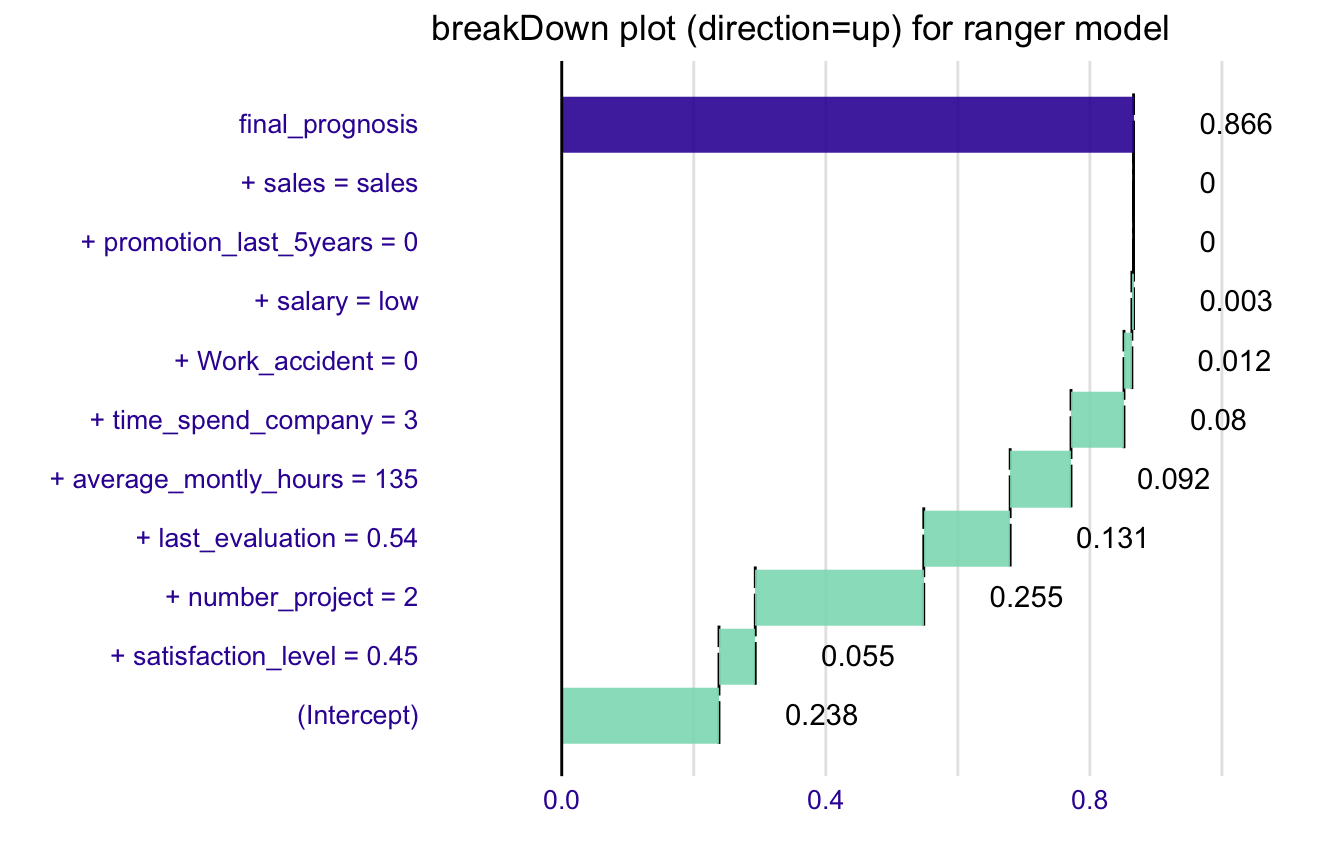 breakDown plot (direction=up) for ranger model
final_prognosis 0.866
+ sales = sales 0
+ promotion_last_5years = 0 0
+ salary = low 0.003
+ Work_accident = 0 0.012
+ time_spend_company = 3 0.08
+ average_montly_hours = 135 0.092
+ last_evaluation = 0.54 0.131
+ number_project = 2 0.255
+ satisfaction_level = 0.45 0.055
(Intercept) 0.238
0.0 0.4 0.8